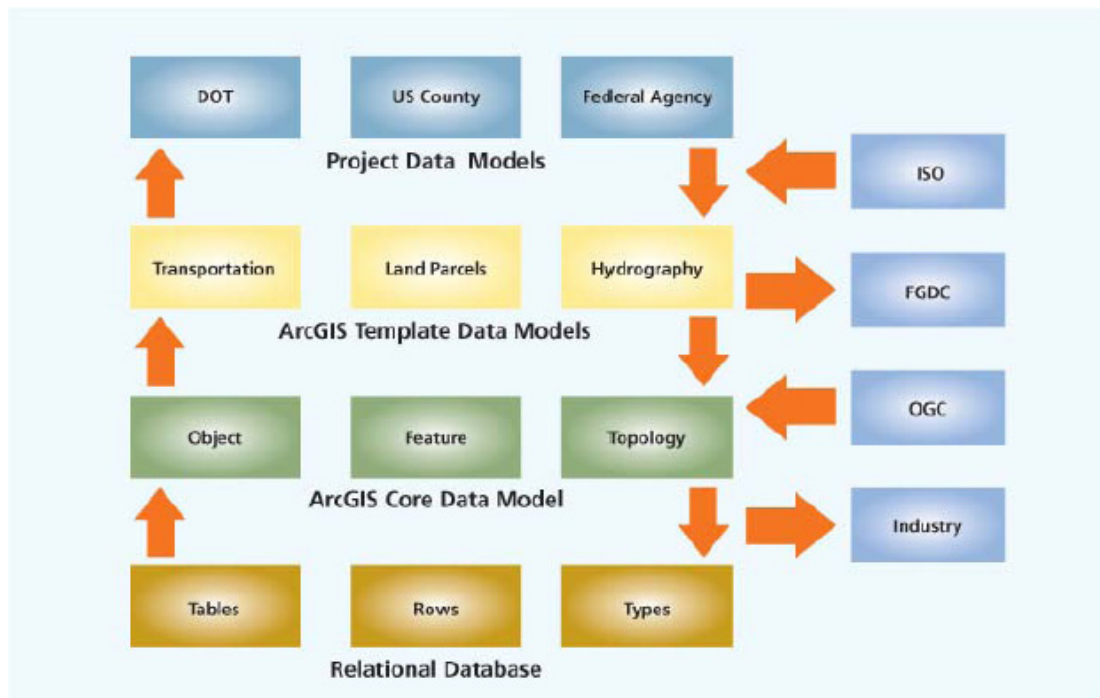 DOT
US County
Federal Agency
Project Data Models
ISO
Transportation
Land Parcels
Hydrography
FGDC
ArcGIS Template Data Models
OGC
Object
Feature
Topology
ArcGIS Core Data Model
Industry
Tables
Rows
Types
Relational Database